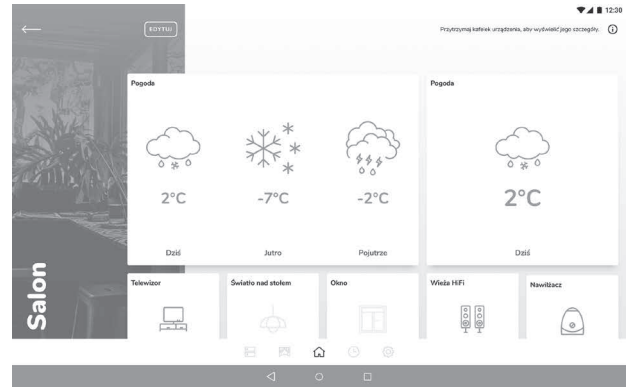 12:30
EDYTUJ
Przytrzymaj kafelek urządzenia, aby wyświetlić jego szczegóły.
Pogoda
2°C
-7°C
-2°C
Dziś
Jutro
Pojutrze
Pogoda
2°C
Dziś
Salon
Telewizor
Światło nad stołem
Okno
Wieża HiFi
Nawilżacz